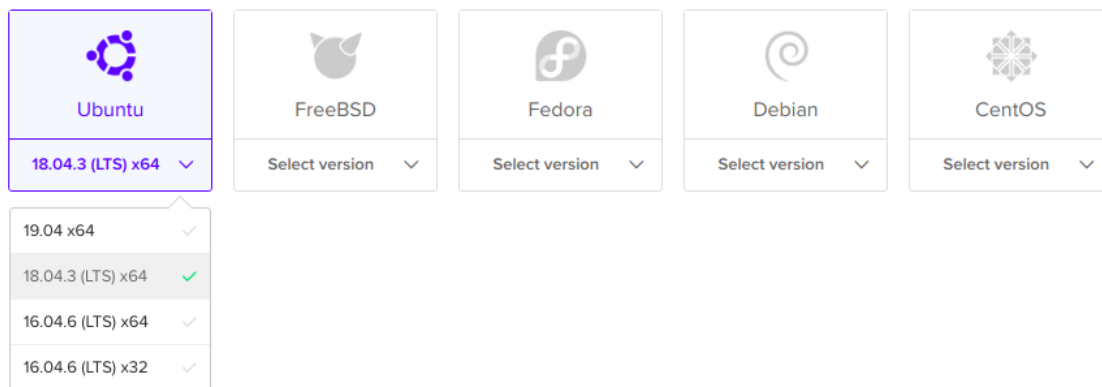 Ubuntu
FreeBSD
Fedora
Debian
CentOS
18.04.3 (LTS) x64
Select version
Select version
Select version
Select version
19.04 x64
18.04.3 (LTS) x64
16.04.6 (LTS) x64
16.04.6 (LTS) x32